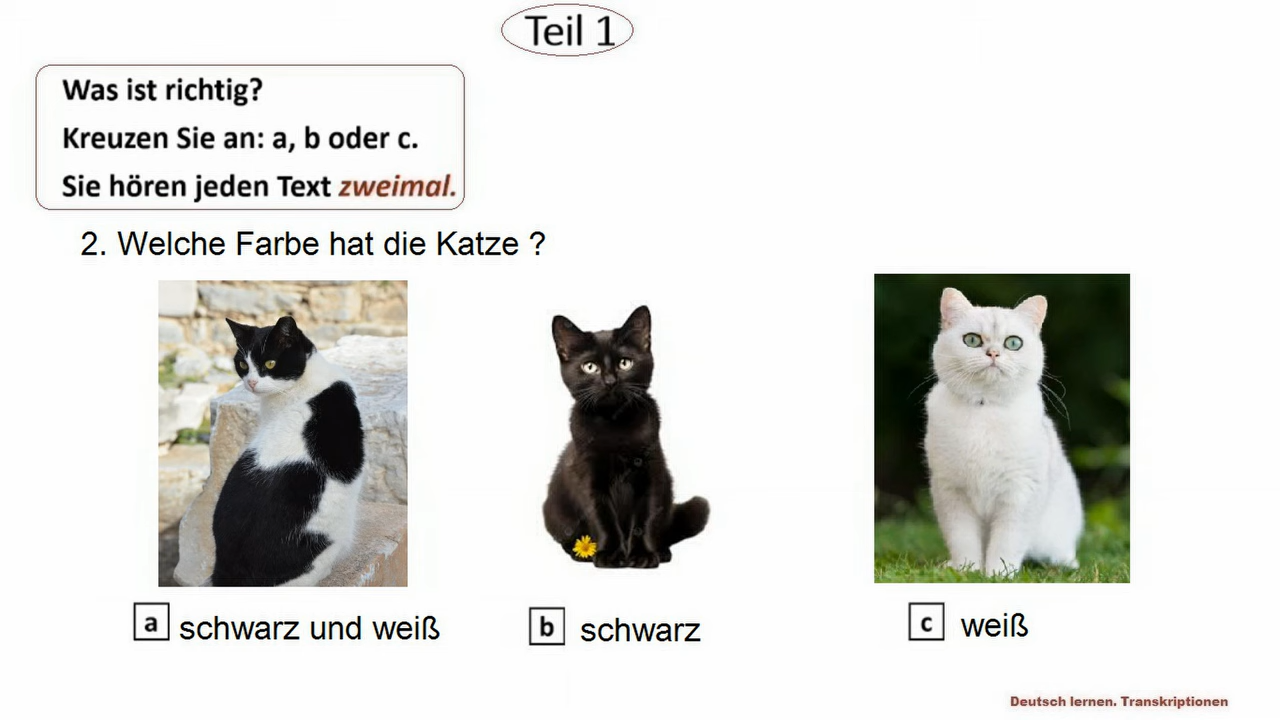 Teil 1
Was ist richtig?
Kreuzen Sie an: a, b oder c.
Sie hören jeden Text zweimal.
2. Welche Farbe hat die Katze ?
a schwarz und weiß
b schwarz
c weiß
Deutsch lernen. Transkriptionen